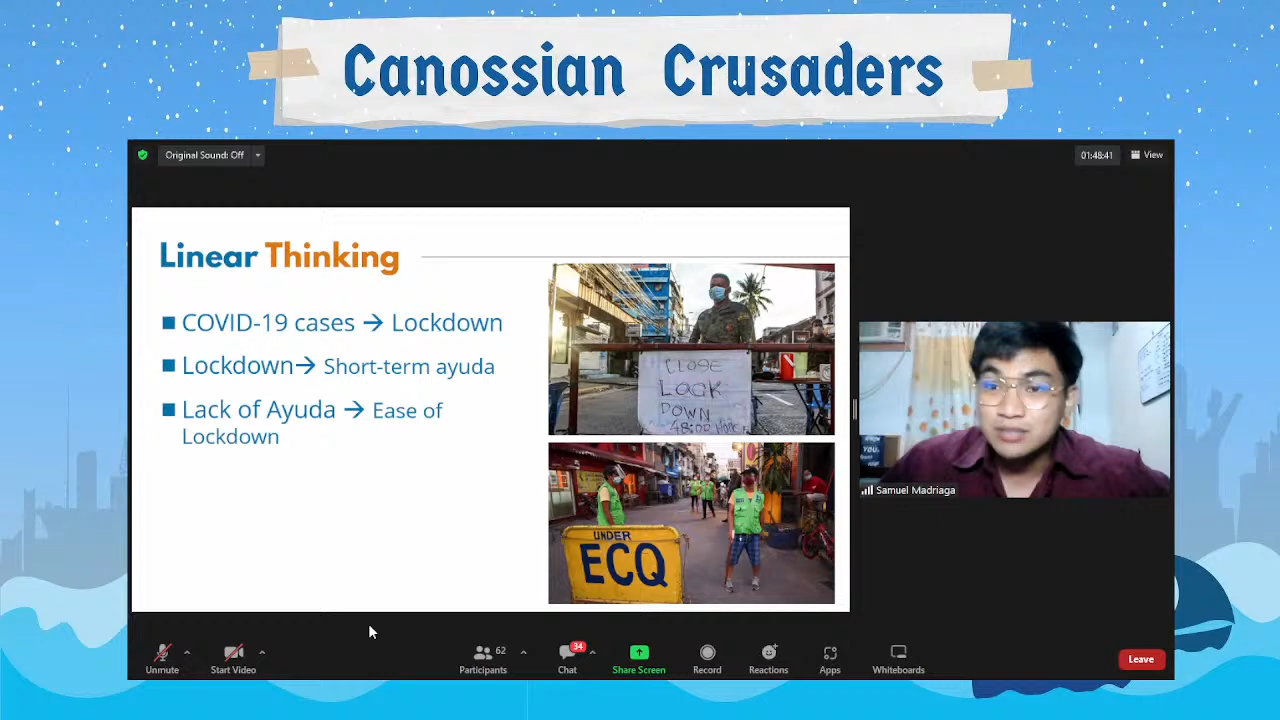 Canossian Crusaders
Original Sound: Off
01:48:41
View
Linear Thinking
■ COVID-19 cases → Lockdown
■ Lockdown→ Short-term ayuda
■ Lack of Ayuda → Ease of
Lockdown
CLOSE
LOCK
DOWN
UNDER
ECQ
YOU,
Samuel Madriaga
Unmute
Start Video
62
Participants
34
Chat
Share Screen
Record
Reactions
Apps
Whiteboards
Leave